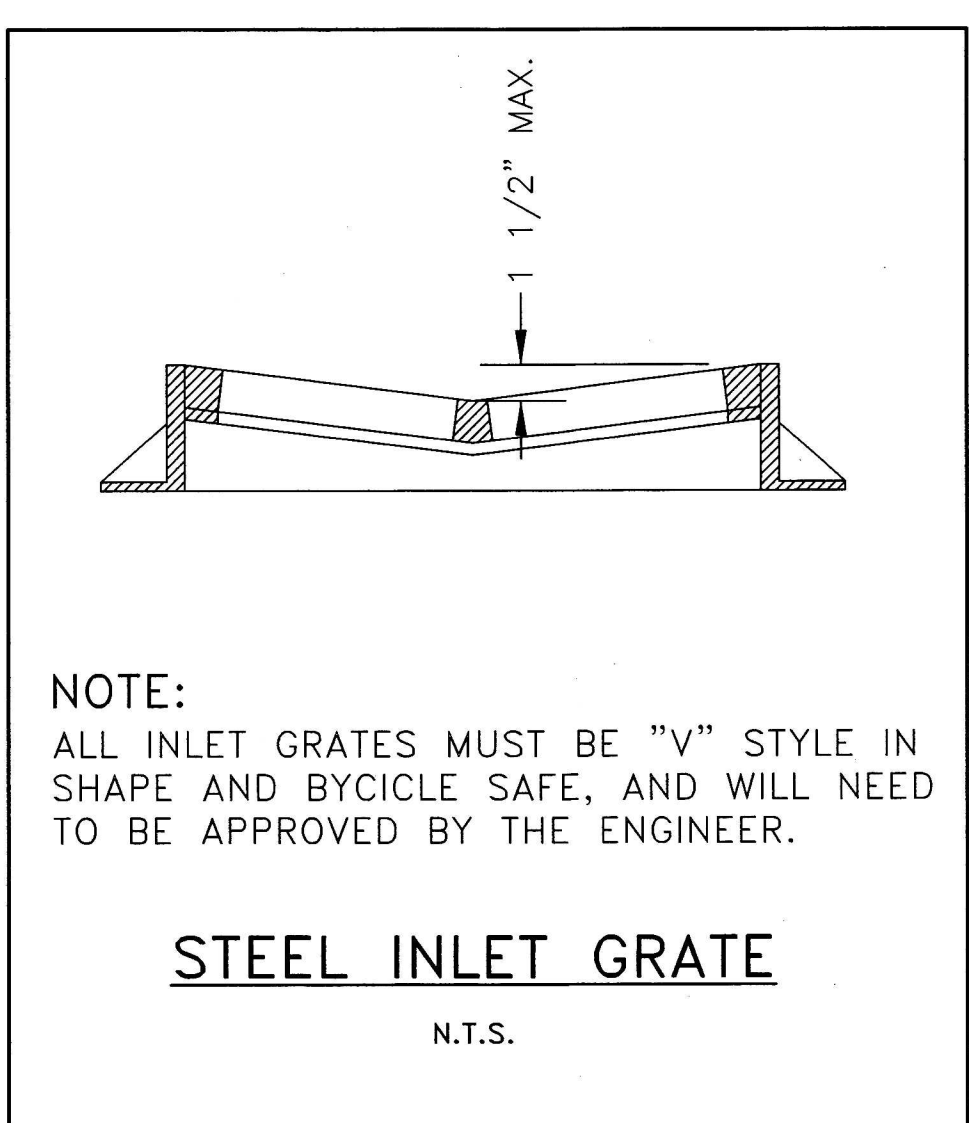 1 1/2” MAX.
NOTE:
ALL INLET GRATES MUST BE ”V” STYLE IN
SHAPE AND BYCICLE SAFE, AND WILL NEED
TO BE APPROVED BY THE ENGINEER.
STEEL INLET GRATE
N.T.S.